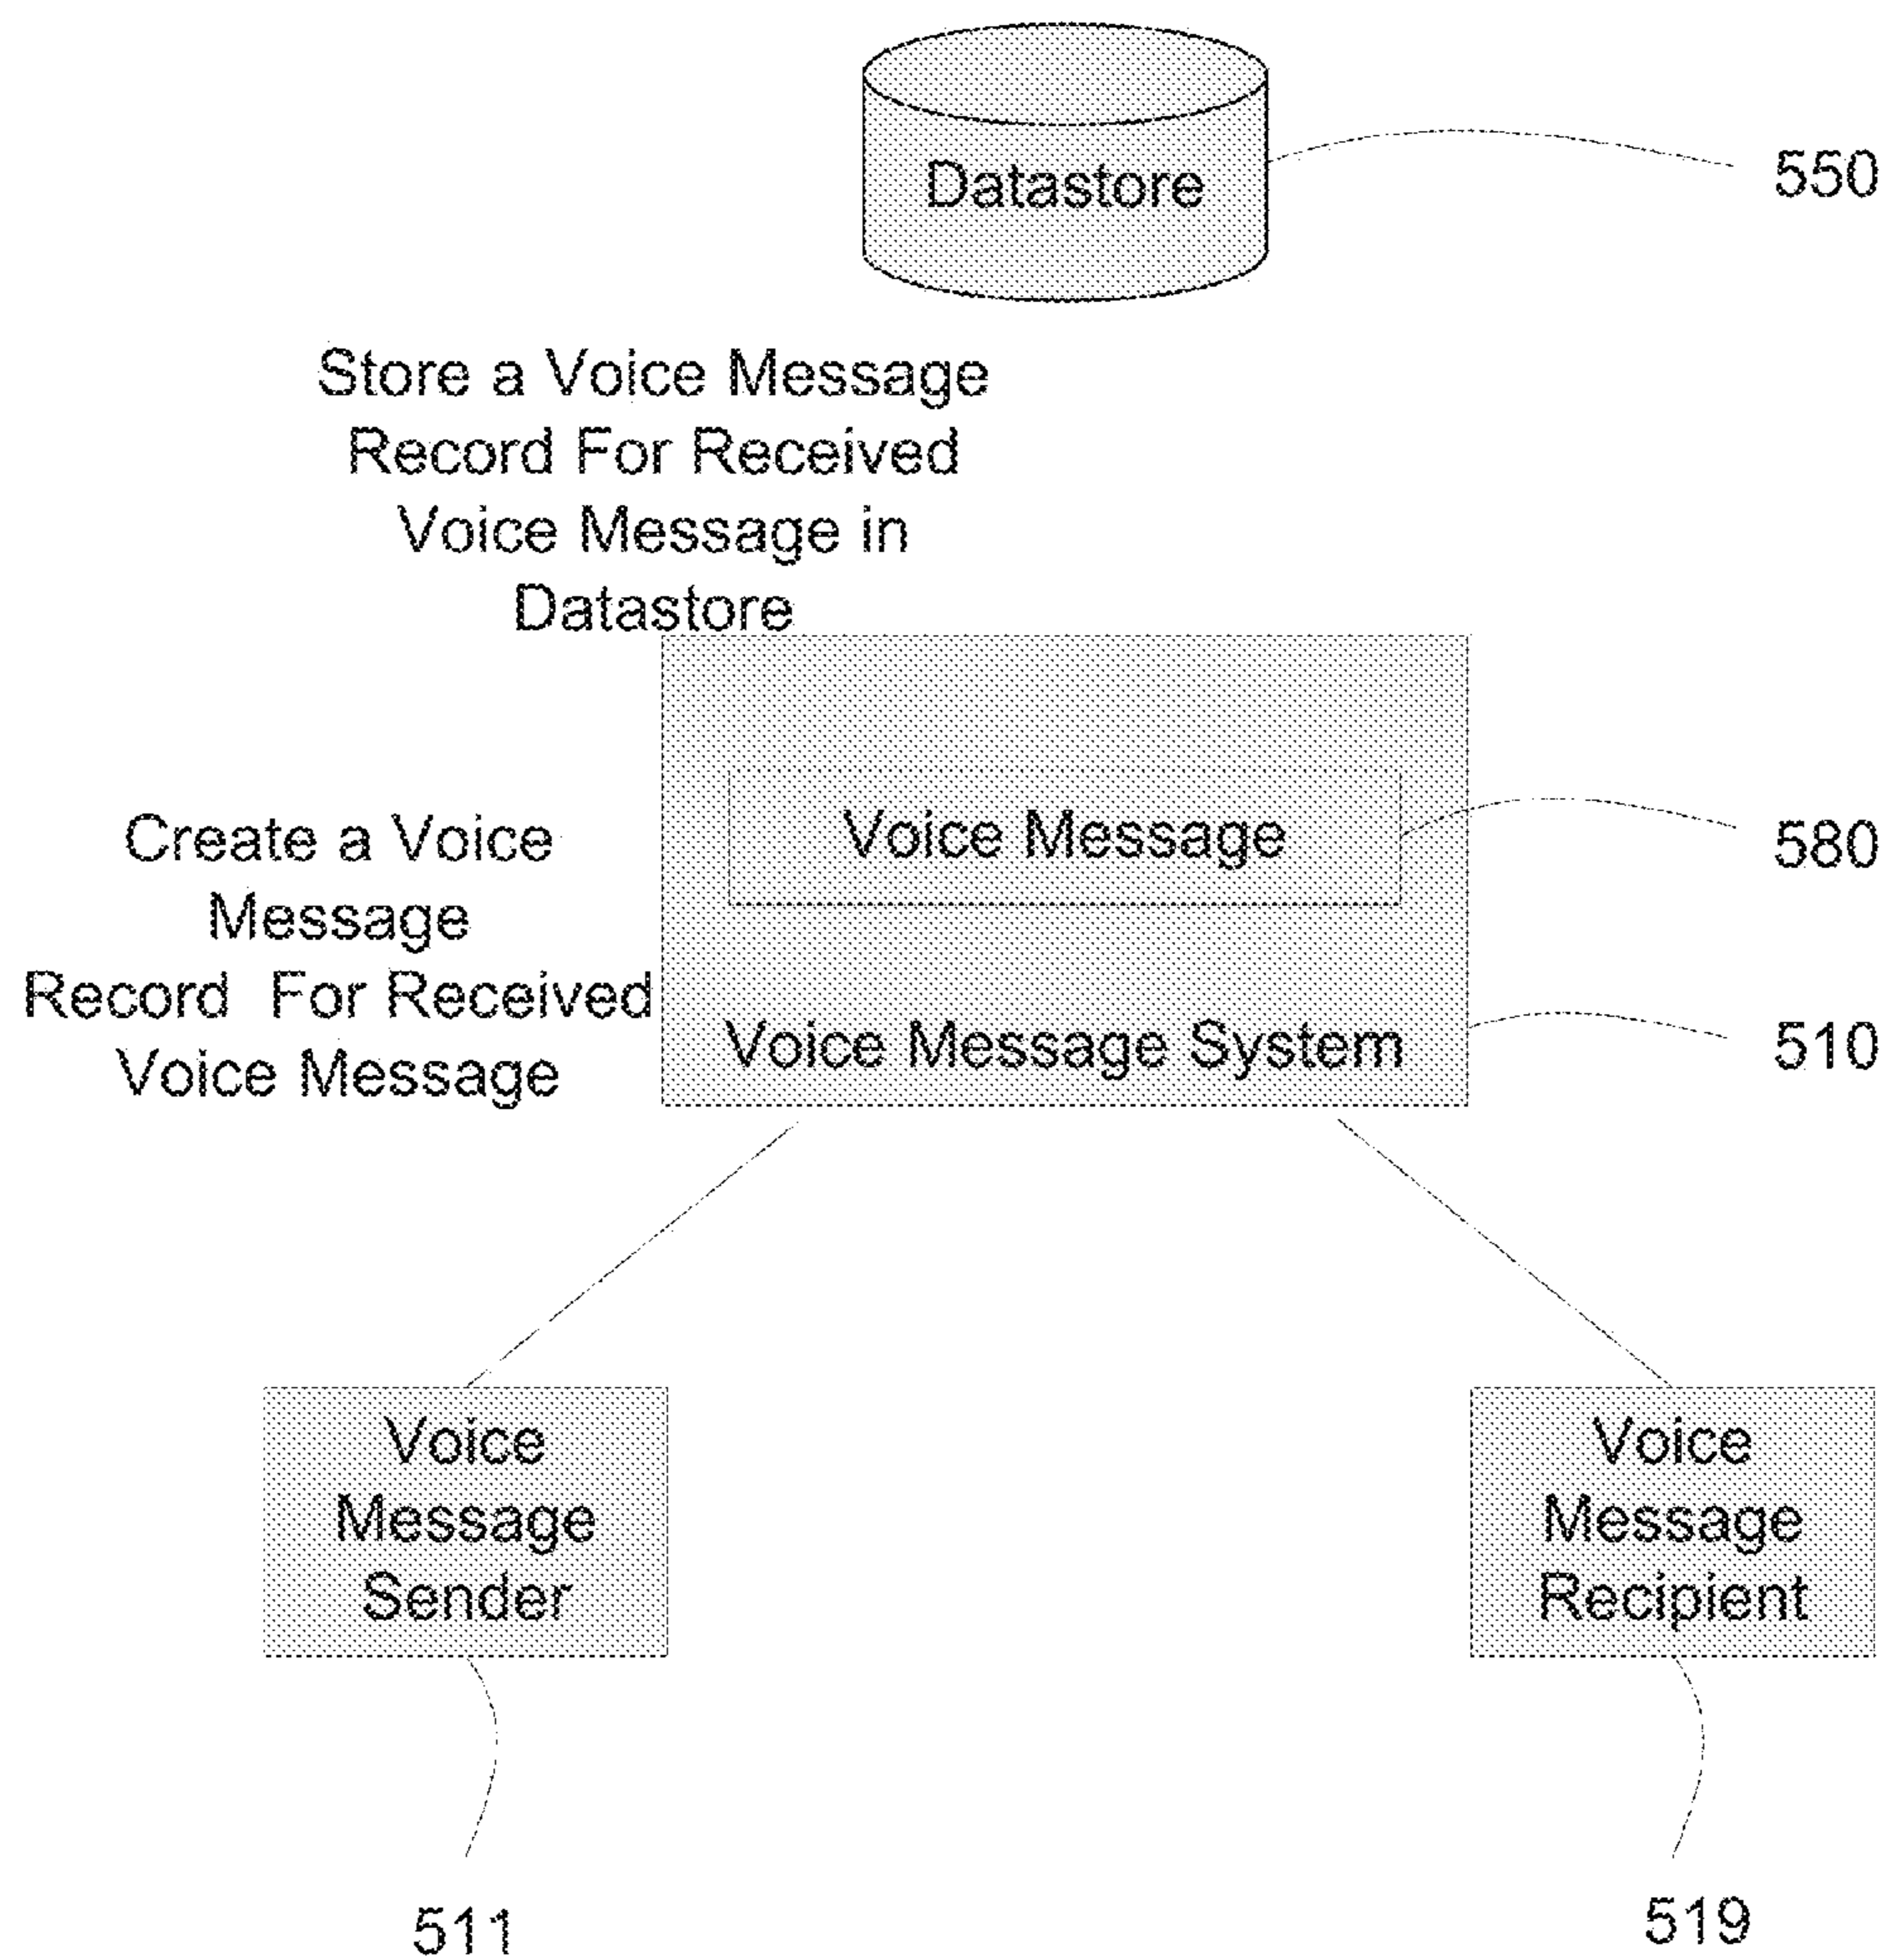 Datastore
550
Store a Voice Message
Record For Received
Voice Message in
Datastore
Voice Message
580
Create a Voice
Message
Record For Received
Voice Message
Voice Message System
510
Voice
Message
Sender
Voice
Message
Recipient
511
519